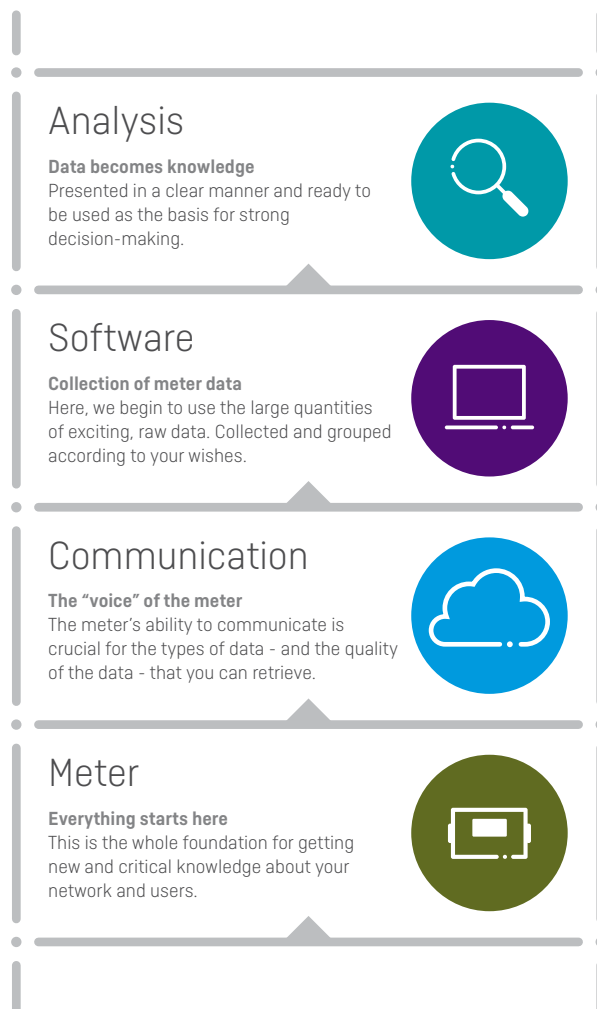 Analysis
Data becomes knowledge
Presented in a clear manner and ready to
be used as the basis for strong
decision-making.
Software
Collection of meter data
Here, we begin to use the large quantities
of exciting, raw data. Collected and grouped
according to your wishes.
Communication
The “voice” of the meter
The meter’s ability to communicate is
crucial for the types of data - and the quality
of the data - that you can retrieve.
Meter
Everything starts here
This is the whole foundation for getting
new and critical knowledge about your
network and users.